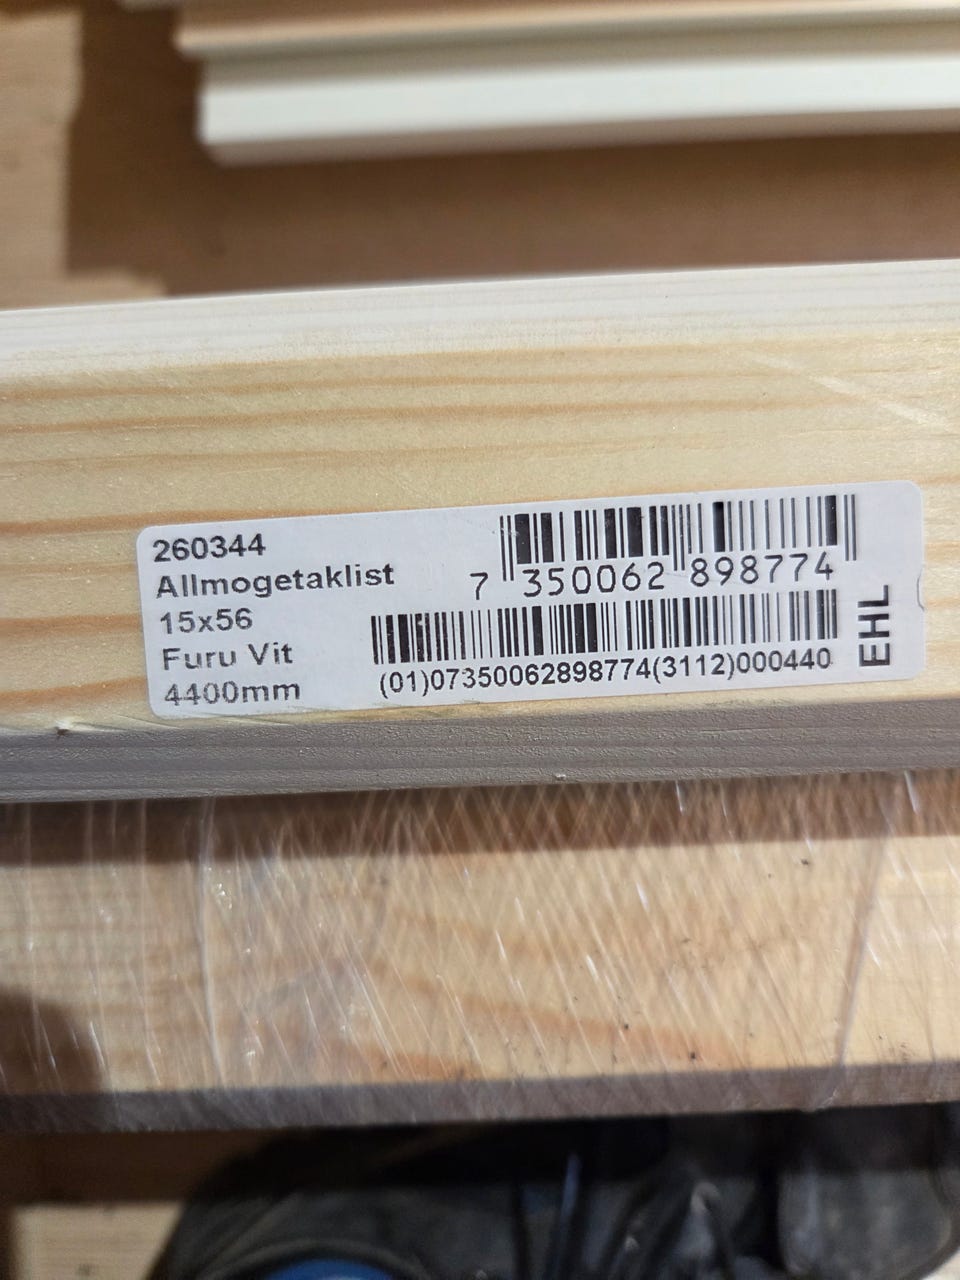 260344
Allmogetaklist
15x56
Furu Vit
4400mm
7 350062 898774
(01)07350062898774(3112)000440
EHL